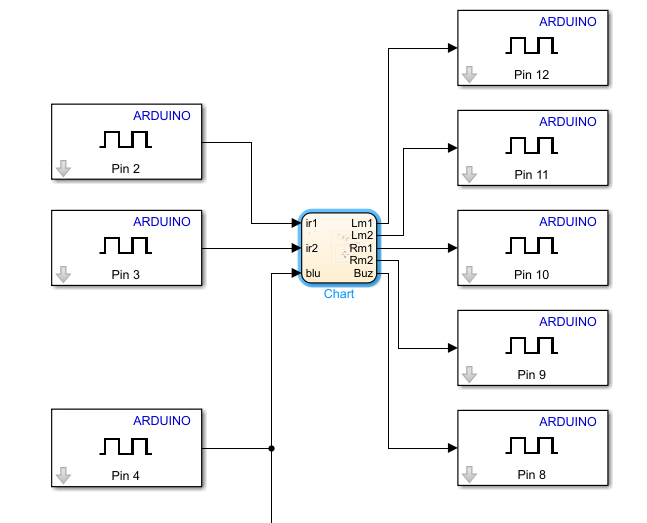 ARDUINO
Pin 2
ARDUINO
Pin 3
ARDUINO
Pin 4
ir1
ir2
blu
Lm1
Lm2
Rm1
Rm2
Buz
Chart
ARDUINO
Pin 12
ARDUINO
Pin 11
ARDUINO
Pin 10
ARDUINO
Pin 9
ARDUINO
Pin 8